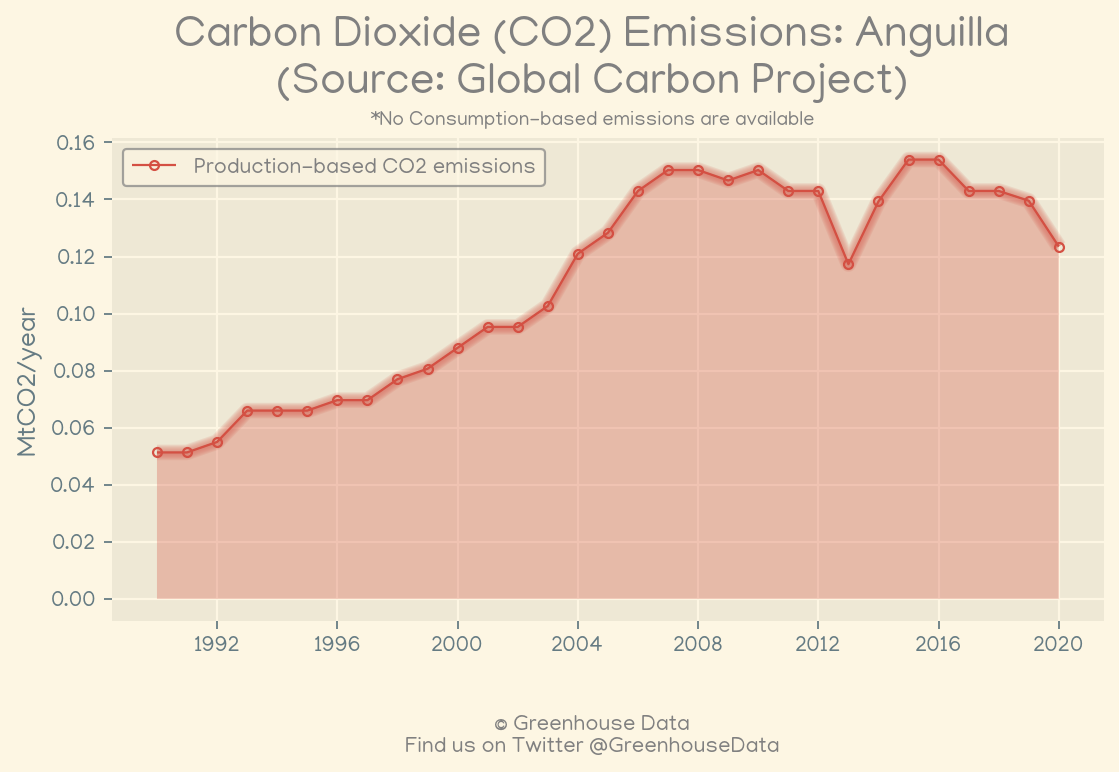 Carbon Dioxide (CO2) Emissions: Anguilla
(Source: Global Carbon Project)
*No Consumption-based emissions are available
Production-based CO2 emissions
0.16
0.14
0.12
0.10
0.08
0.06
0.04
0.02
0.00
MtCO2/year
1992 1996 2000 2004 2008 2012 2016 2020
© Greenhouse Data
Find us on Twitter @GreenhouseData